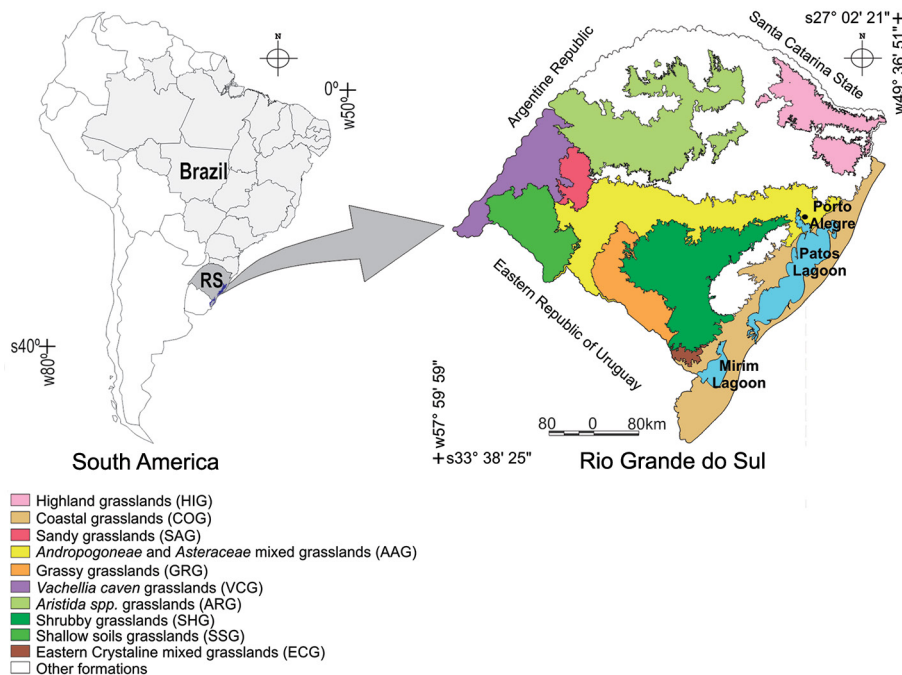 N
0º
w50º
Brazil
RS
s40º
w80º
South America
s27° 02' 21"
w49° 36' 51"
N
Santa Catarina State
Argentine Republic
Porto
Alegre
Patos
Lagoon
Eastern Republic of Uruguay
Mirim
Lagoon
w57° 59' 59"
s33° 38' 25"
80 0 80km
Rio Grande do Sul
Highland grasslands (HIG)
Coastal grasslands (COG)
Sandy grasslands (SAG)
Andropogoneae and Asteraceae mixed grasslands (AAG)
Grassy grasslands (GRG)
Vachellia caven grasslands (VCG)
Aristida spp. grasslands (ARG)
Shrubby grasslands (SHG)
Shallow soils grasslands (SSG)
Eastern Crystaline mixed grasslands (ECG)
Other formations